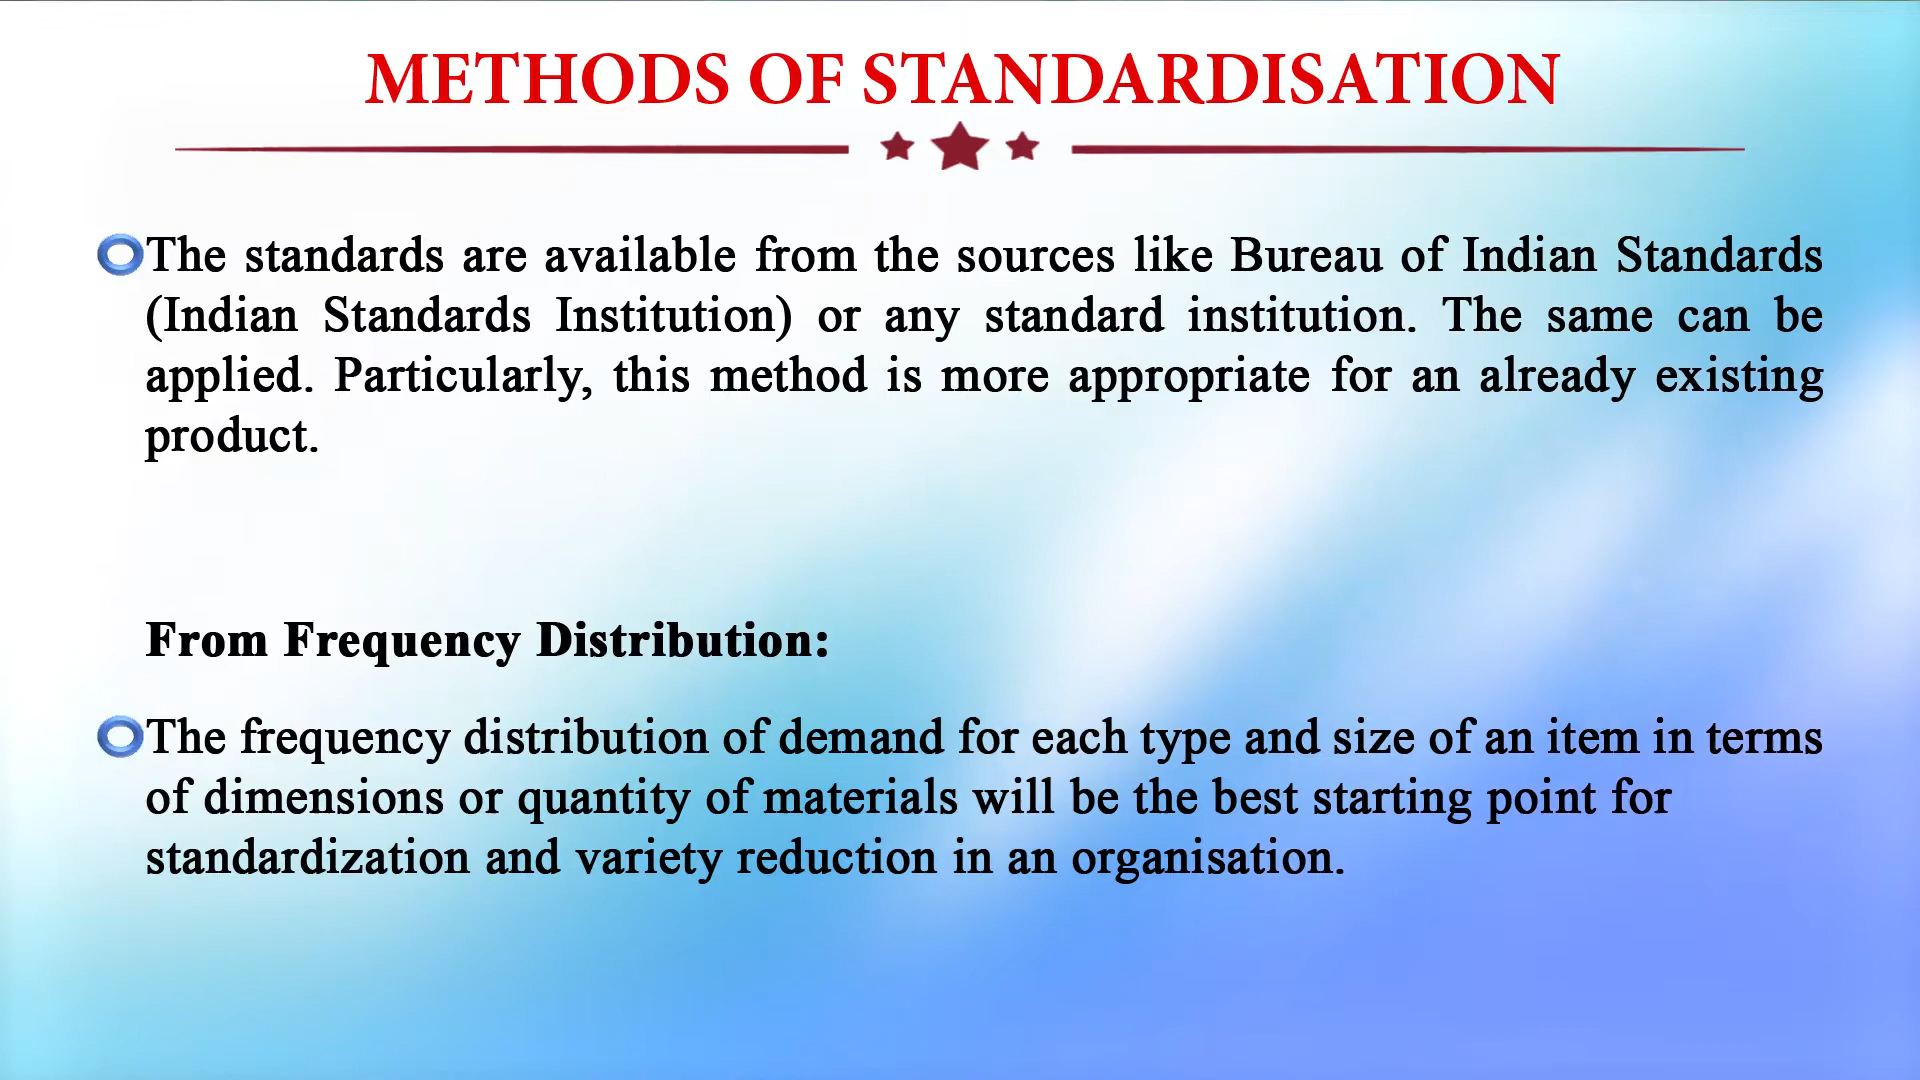 METHODS OF STANDARDISATION
The standards are available from the sources like Bureau of Indian Standards
(Indian Standards Institution) or any standard institution. The same can be
applied. Particularly, this method is more appropriate for an already existing
product.
From Frequency Distribution:
The frequency distribution of demand for each type and size of an item in terms
of dimensions or quantity of materials will be the best starting point for
standardization and variety reduction in an organisation.